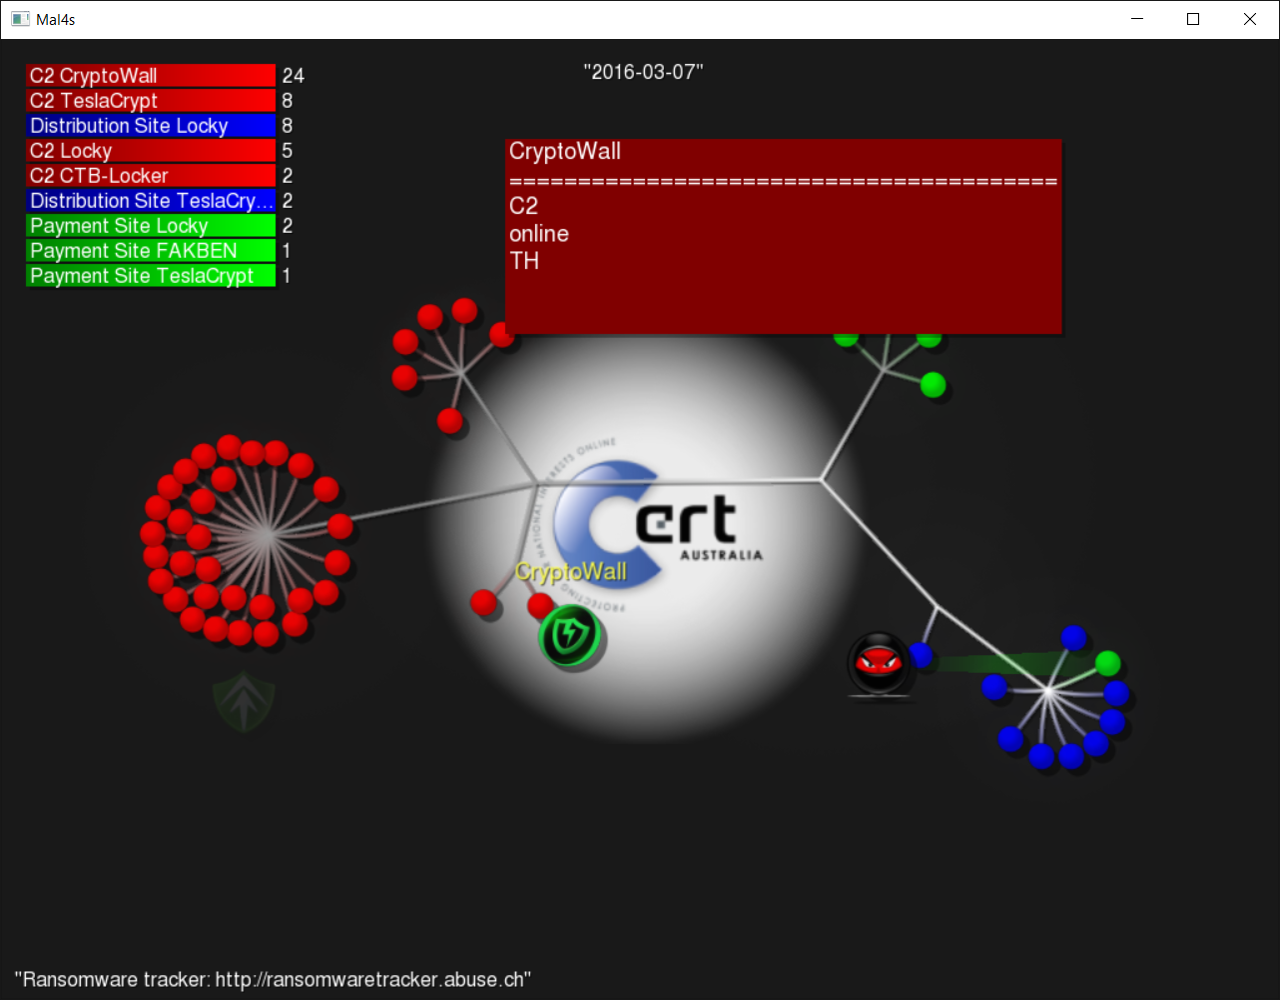 Mal4s
C2 CryptoWall 24
C2 TeslaCrypt 8
Distribution Site Locky 8
C2 Locky 5
C2 CTB-Locker 2
Distribution Site TeslaCry... 2
Payment Site Locky 2
Payment Site FAKBEN 1
Payment Site TeslaCrypt 1
"2016-03-07"
CryptoWall
========================================
C2
online
TH
PROTECTING NATIONAL INTERESTS ONLINE
cert
AUSTRALIA
CryptoWall
"Ransomware tracker: http://ransomwaretracker.abuse.ch"